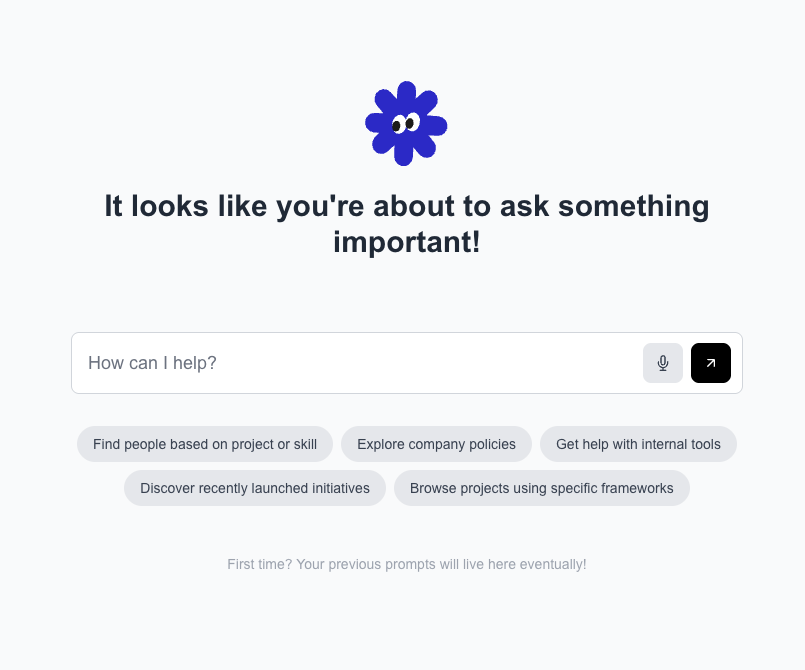 It looks like you're about to ask something
important!
How can I help?
Find people based on project or skill
Explore company policies
Get help with internal tools
Discover recently launched initiatives
Browse projects using specific frameworks
First time? Your previous prompts will live here eventually!